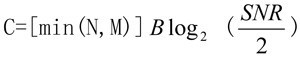 C=[min(N,M)] B log₂ (SNR/2)